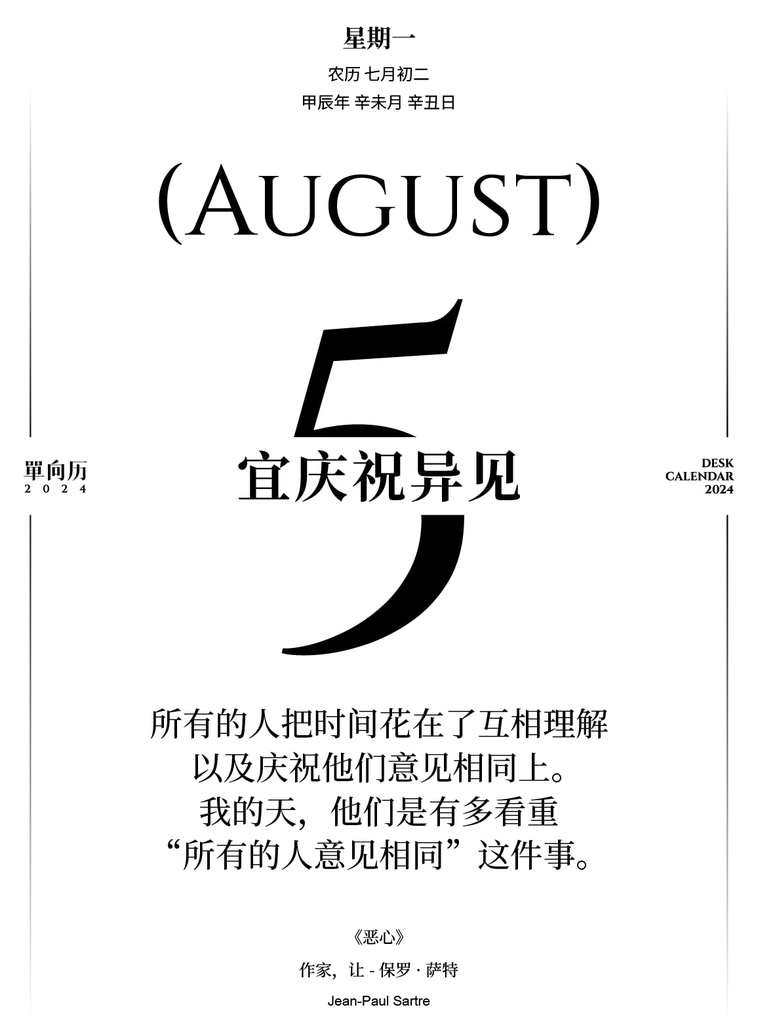 星期一
农历 七月初二
甲辰年 辛未月 辛丑日
(AUGUST)
5
宜庆祝异见
單向历
2024
DESK
CALENDAR
2024
所有的人把时间花在了互相理解
以及庆祝他们意见相同上。
我的天，他们是有多看重
“所有的人意见相同”这件事。
《恶心》
作家，让 - 保罗 · 萨特
Jean-Paul Sartre